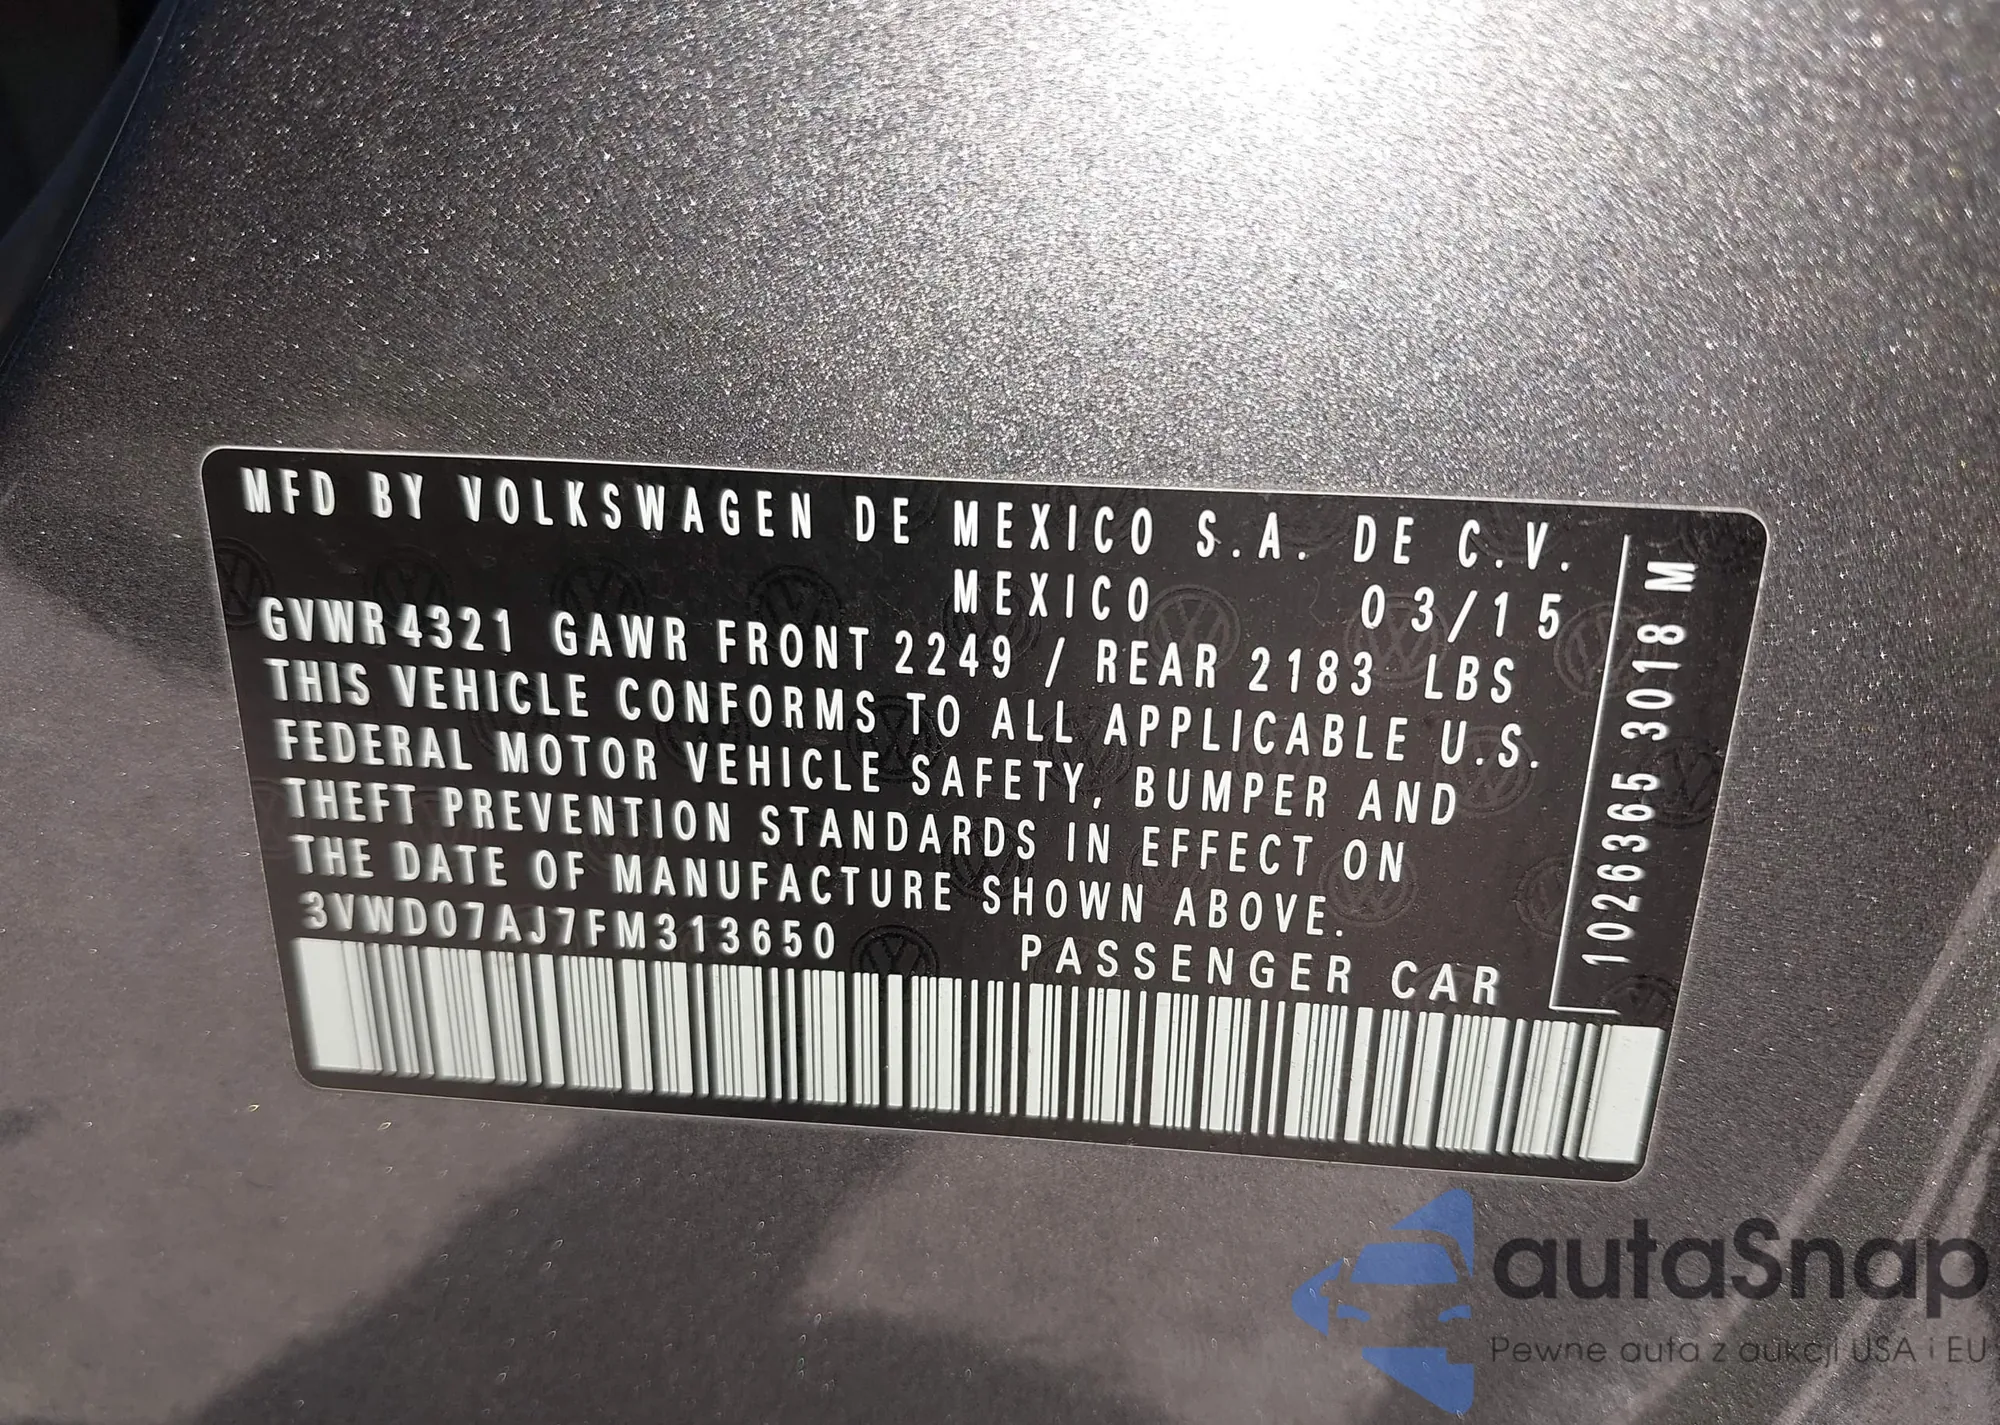 MFD BY VOLKSWAGEN DE MEXICO S.A. DE C.V.
MEXICO 03/15
GVWR 4321 GAWR FRONT 2249 / REAR 2183 LBS
THIS VEHICLE CONFORMS TO ALL APPLICABLE U.S.
FEDERAL MOTOR VEHICLE SAFETY, BUMPER AND
THEFT PREVENTION STANDARDS IN EFFECT ON
THE DATE OF MANUFACTURE SHOWN ABOVE.
3VWD07AJ7FM313650 PASSENGER CAR
1026365 3018 M
autaSnap
Pewne auta z aukcji USA i EU